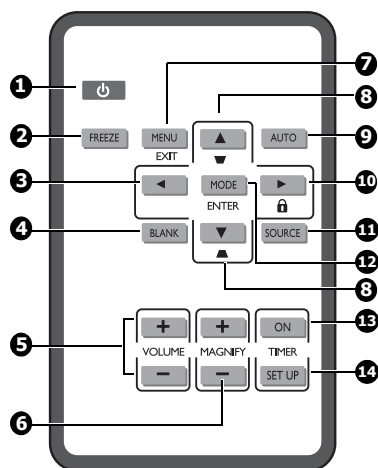 1
7
8
2
FREEZE
MENU
AUTO
9
EXIT
3
MODE
10
ENTER
4
BLANK
SOURCE
11
12
8
5
+
+
ON
13
VOLUME
MAGNIFY
TIMER
−
−
SET UP
14
6